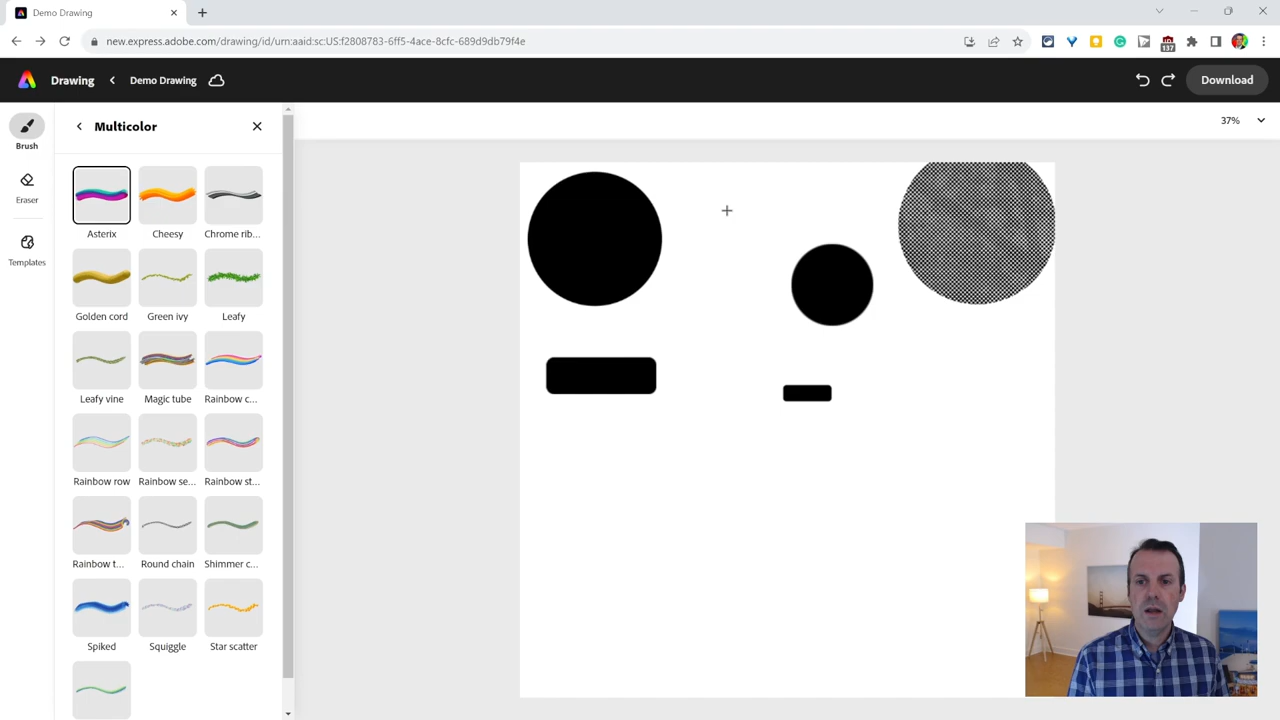 Demo Drawing
new.express.adobe.com/drawing/id/urn:aaid:sc:US:f2808783-6ff5-4ace-8cfc-689d9db79f4e
137
Drawing
Demo Drawing
Download
Brush
Multicolor
37%
Eraser
Templates
Asterix
Cheesy
Chrome rib...
Golden cord
Green ivy
Leafy
Leafy vine
Magic tube
Rainbow c...
Rainbow row
Rainbow se...
Rainbow st...
Rainbow t...
Round chain
Shimmer c...
Spiked
Squiggle
Star scatter